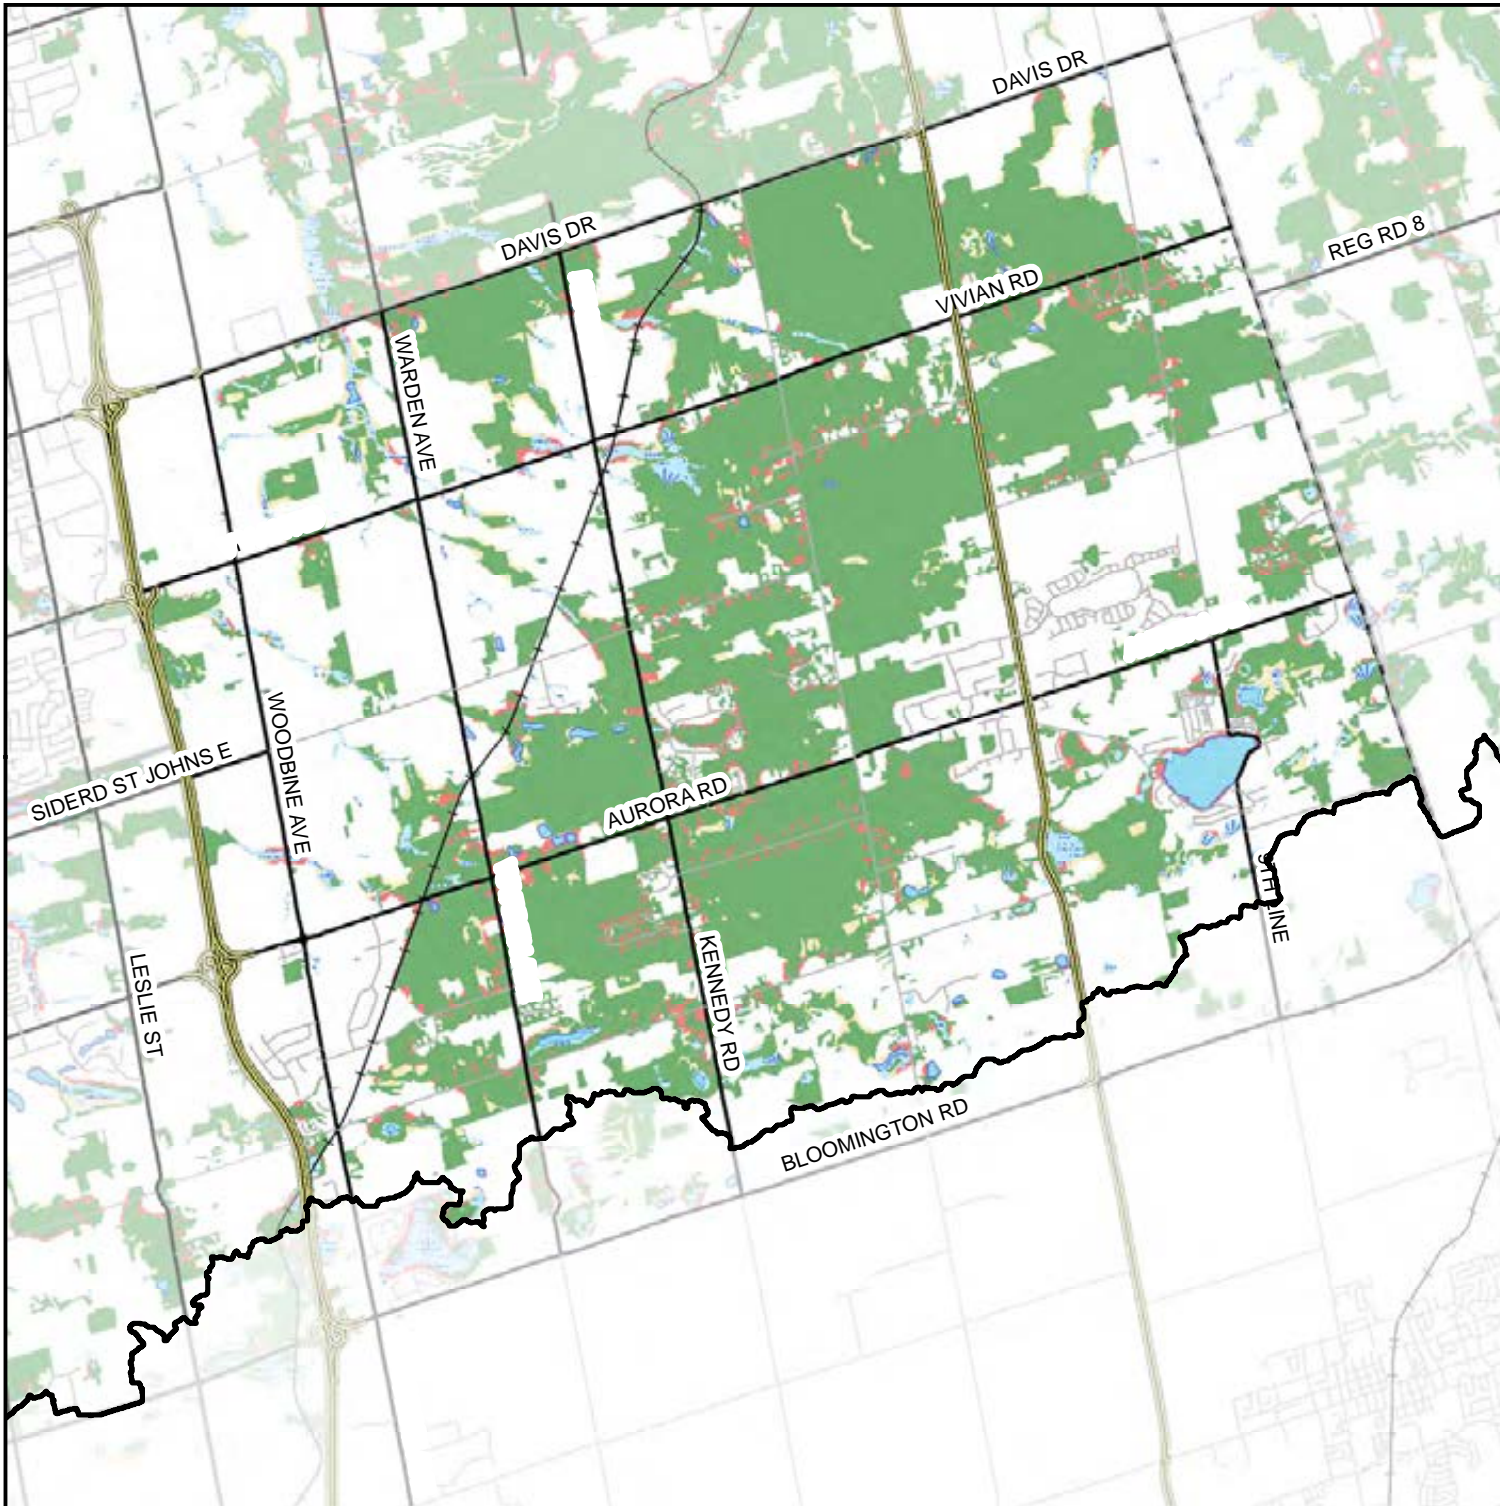 DAVIS DR
DAVIS DR
REG RD 8
VIVIAN RD
WARDEN AVE
WOODBINE AVE
SIDERD ST JOHNS E
AURORA RD
LESLIE ST
KENNEDY RD
LINE
BLOOMINGTON RD